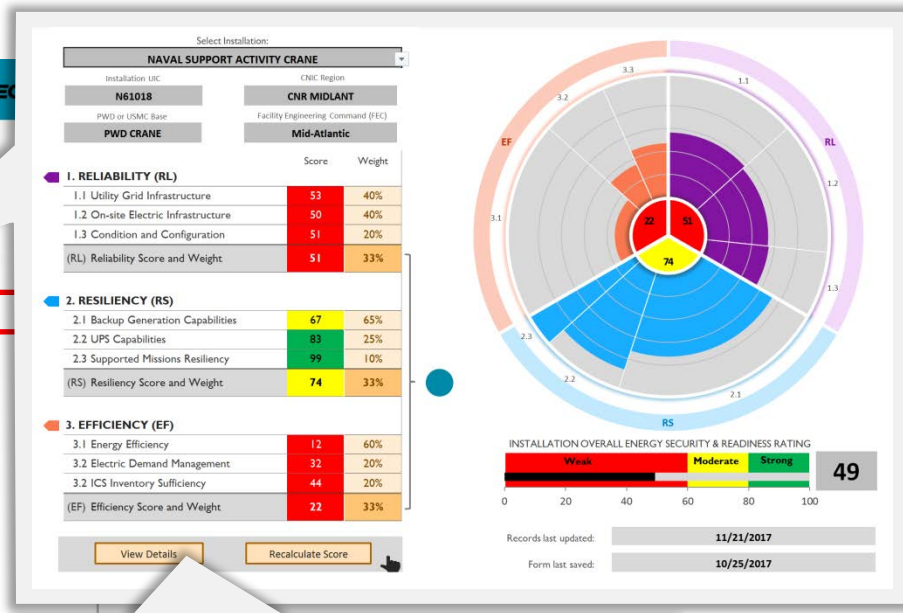 Select Installation:
NAVAL SUPPORT ACTIVITY CRANE
Installation UIC
CNIC Region
N61018
CNR MIDLANT
PWD or USMC Base
Facility Engineering Command (FEC)
PWD CRANE
Mid-Atlantic
Score Weight
1. RELIABILITY (RL)
1.1 Utility Grid Infrastructure 53 40%
1.2 On-site Electric Infrastructure 50 40%
1.3 Condition and Configuration 51 20%
(RL) Reliability Score and Weight 51 33%
2. RESILIENCY (RS)
2.1 Backup Generation Capabilities 67 65%
2.2 UPS Capabilities 83 25%
2.3 Supported Missions Resiliency 99 10%
(RS) Resiliency Score and Weight 74 33%
3. EFFICIENCY (EF)
3.1 Energy Efficiency 12 60%
3.2 Electric Demand Management 32 20%
3.2 ICS Inventory Sufficiency 44 20%
(EF) Efficiency Score and Weight 22 33%
View Details
Recalculate Score
3.3
1.1
3.2
EF
RL
1.2
3.1
22
51
74
1.3
2.3
2.2
2.1
RS
INSTALLATION OVERALL ENERGY SECURITY & READINESS RATING
Weak Moderate Strong
49
0 20 40 60 80 100
Records last updated: 11/21/2017
Form last saved: 10/25/2017